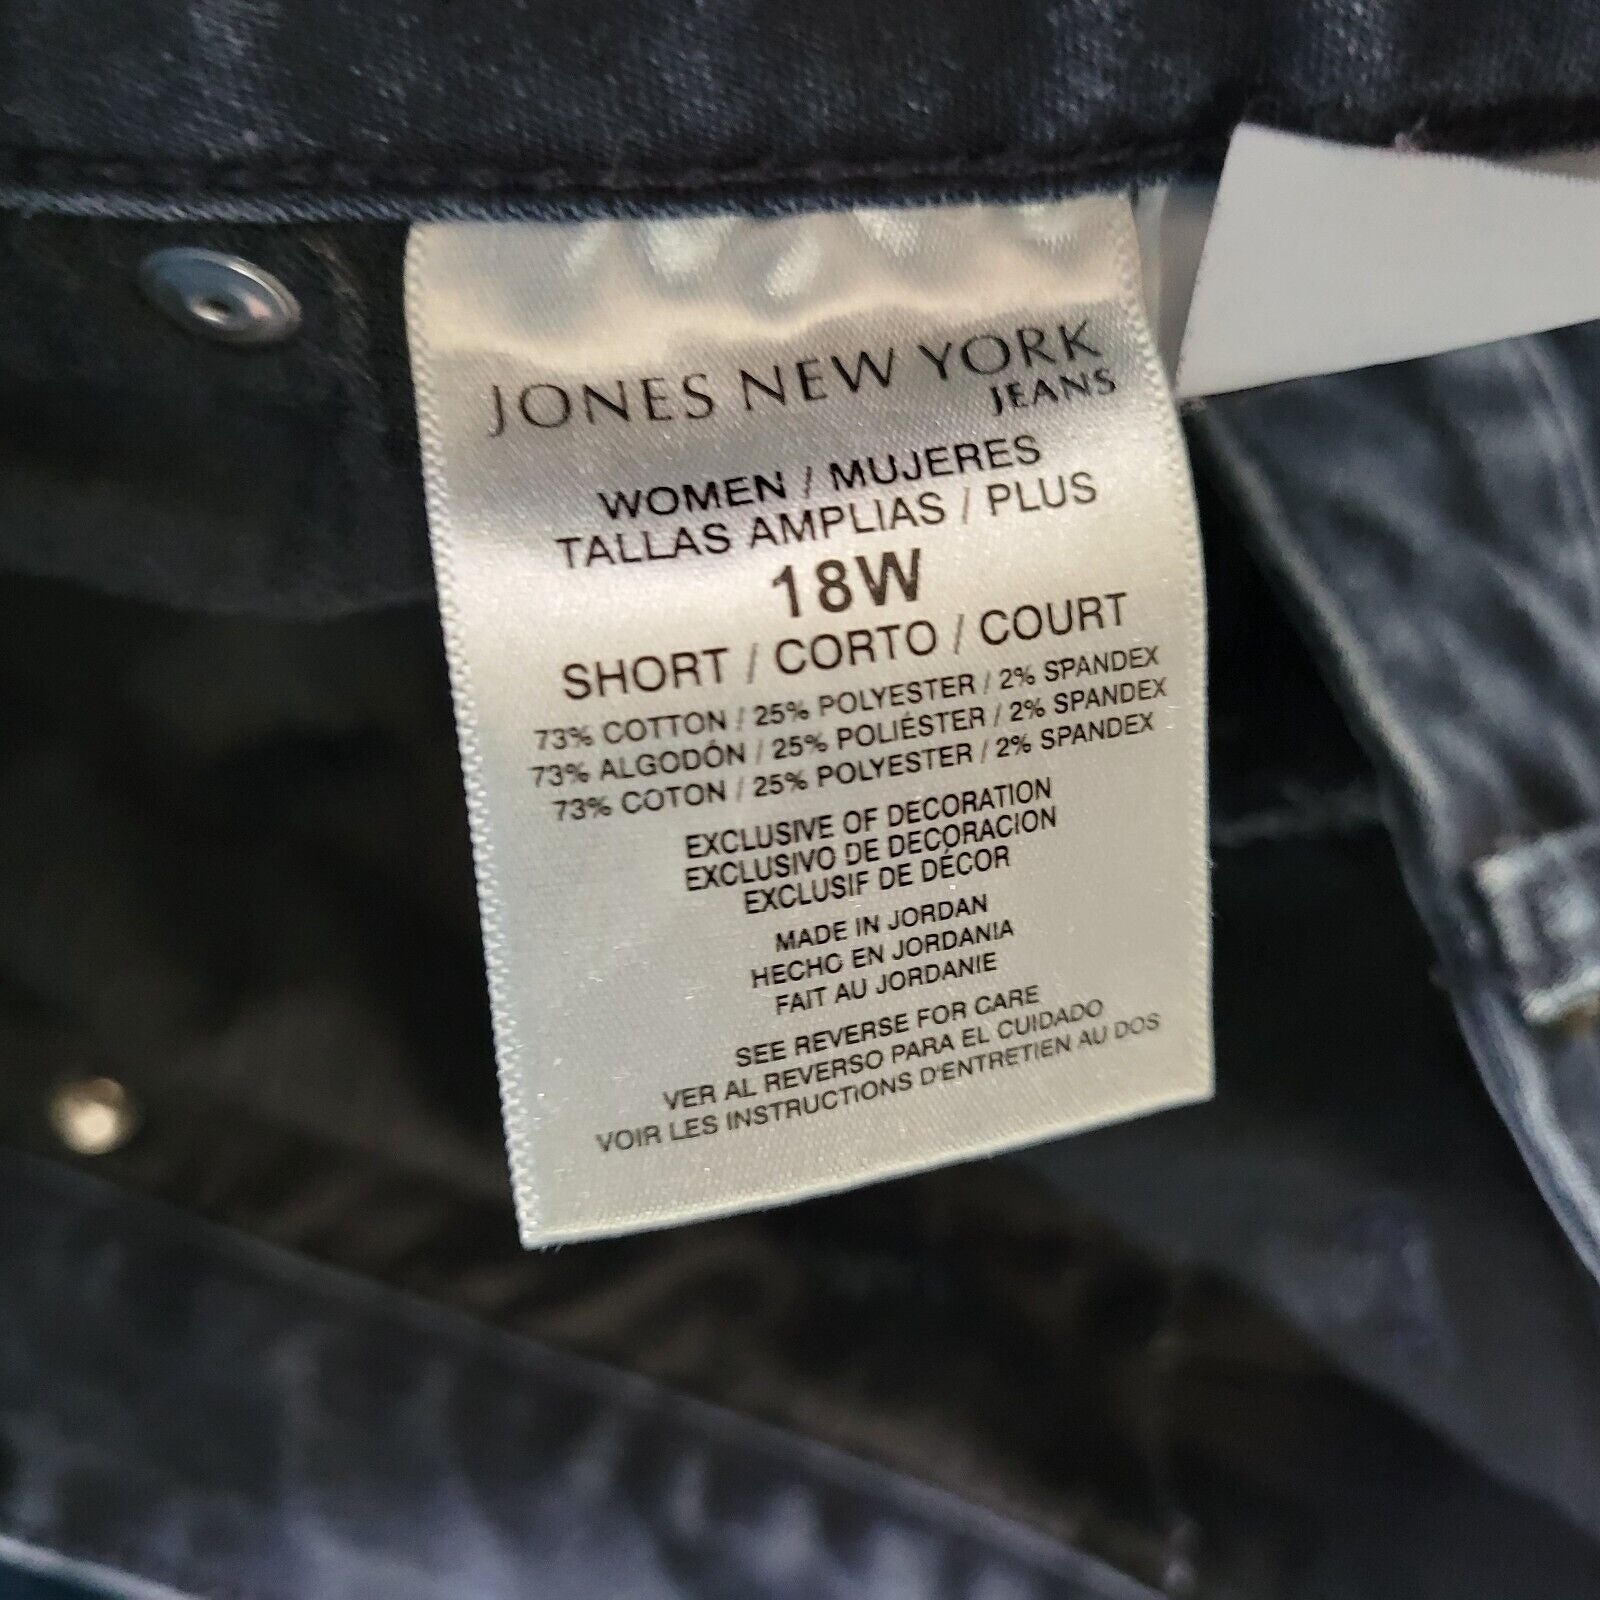 JONES NEW YORK
JEANS
WOMEN / MUJERES
TALLAS AMPLIAS / PLUS
18W
SHORT / CORTO / COURT
73% COTTON / 25% POLYESTER / 2% SPANDEX
73% ALGODÓN / 25% POLIÉSTER / 2% SPANDEX
73% COTON / 25% POLYESTER / 2% SPANDEX
EXCLUSIVE OF DECORATION
EXCLUSIVO DE DECORACION
EXCLUSIF DE DÉCOR
MADE IN JORDAN
HECHO EN JORDANIA
FAIT AU JORDANIE
SEE REVERSE FOR CARE
VER AL REVERSO PARA EL CUIDADO
VOIR LES INSTRUCTIONS D'ENTRETIEN AU DOS